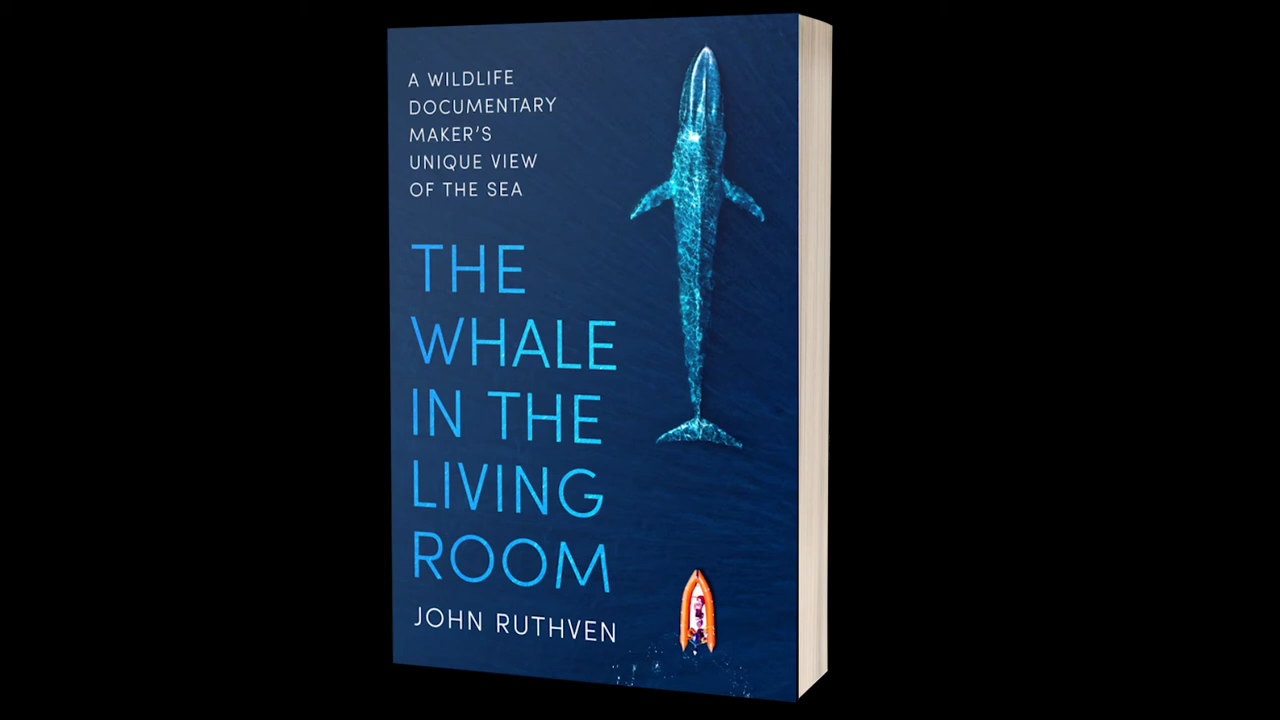 A WILDLIFE
DOCUMENTARY
MAKER'S
UNIQUE VIEW
OF THE SEA
THE
WHALE
IN THE
LIVING
ROOM
JOHN RUTHVEN